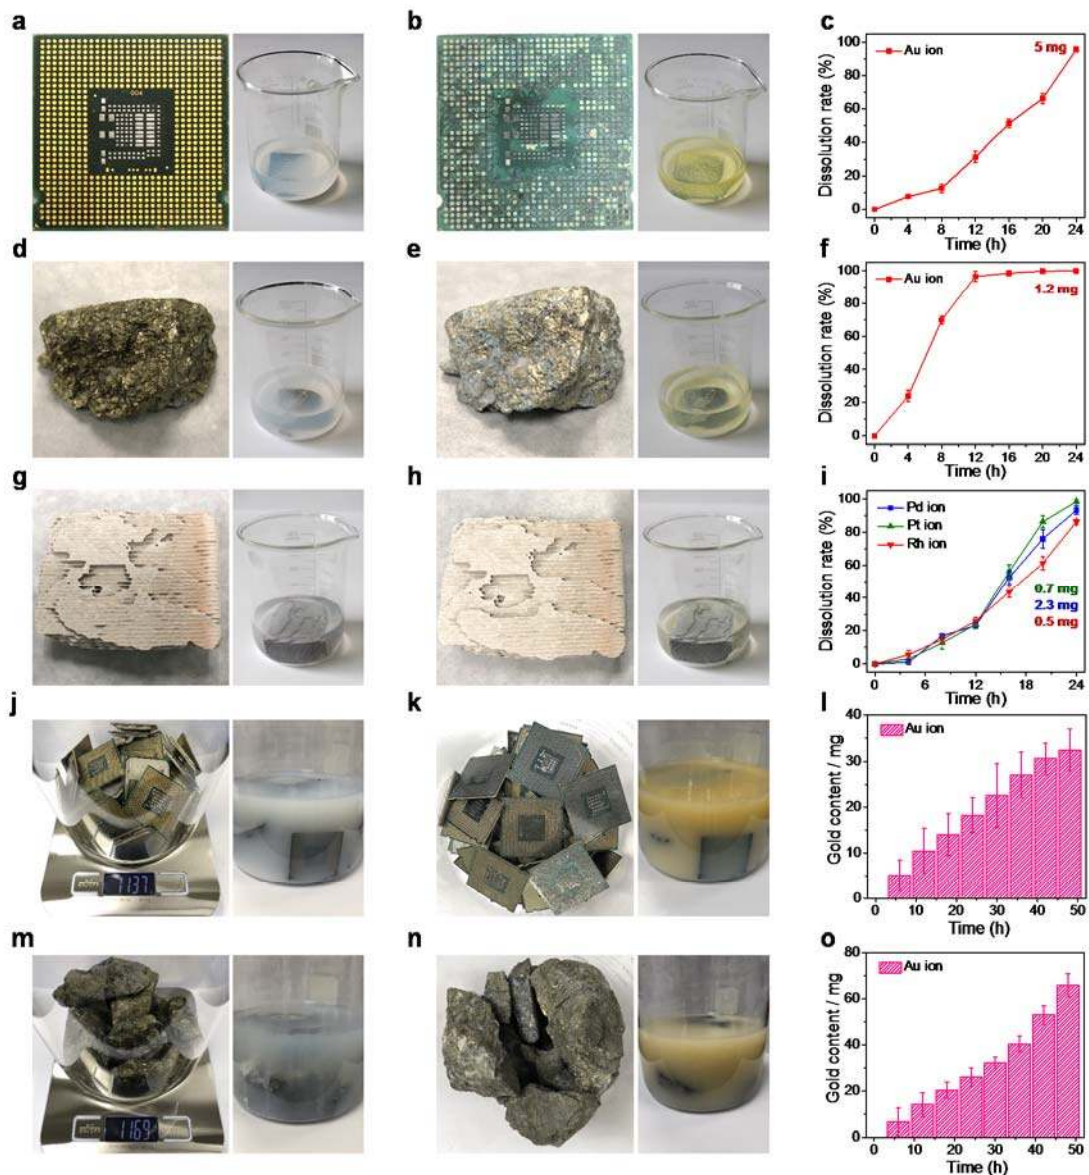 a
b
c
Au ion
5 mg
Dissolution rate (%)
100
80
60
40
20
0
0 4 8 12 16 20 24
Time (h)
d
e
f
Au ion
1.2 mg
Dissolution rate (%)
100
80
60
40
20
0
0 4 8 12 16 20 24
Time (h)
g
h
i
Pd ion
Pt ion
Rh ion
0.7 mg
2.3 mg
0.5 mg
Dissolution rate (%)
100
80
60
40
20
0
0 6 12 18 24
Time (h)
j
1137
k
l
Au ion
Gold content / mg
40
30
20
10
0
0 10 20 30 40 50
Time (h)
m
1169
n
o
Au ion
Gold content / mg
80
60
40
20
0
0 10 20 30 40 50
Time (h)